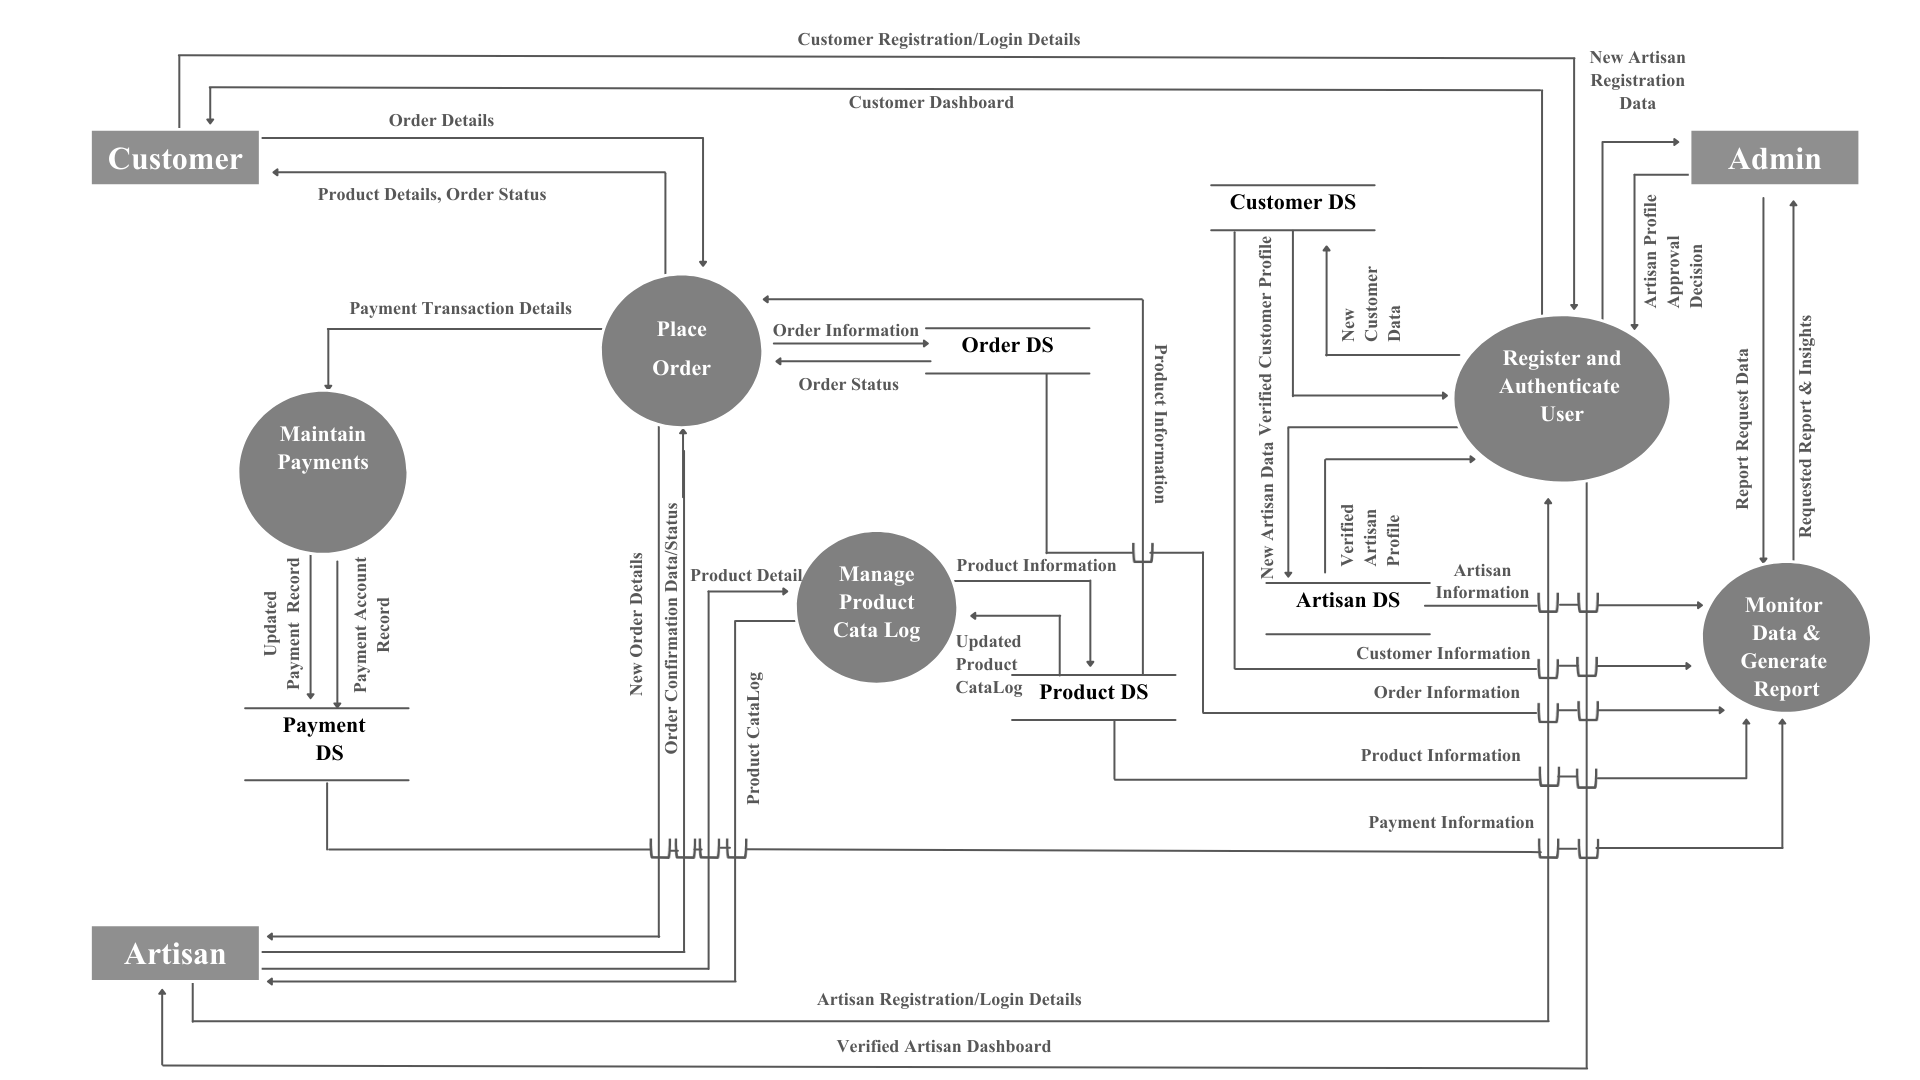 Customer Registration/Login Details
New Artisan
Registration
Data
Customer Dashboard
Order Details
Customer
Admin
Product Details, Order Status
Customer DS
Artisan Profile
Approval
Decision
New
Customer
Data
Verified Customer Profile
Payment Transaction Details
Place
Order
Order Information
Order DS
Order Status
Product Information
Register and
Authenticate
User
Report Request Data
Requested Report & Insights
Maintain
Payments
New Artisan Data
Verified
Artisan
Profile
Updated
Payment Record
Payment Account
Record
New Order Details
Order Confirmation Data/Status
Product Detail
Manage
Product
Cata Log
Product Information
Artisan
Information
Artisan DS
Monitor
Data &
Generate
Report
Updated
Product
CataLog
Product DS
Customer Information
Order Information
Payment
DS
Product CataLog
Product Information
Payment Information
Artisan
Artisan Registration/Login Details
Verified Artisan Dashboard